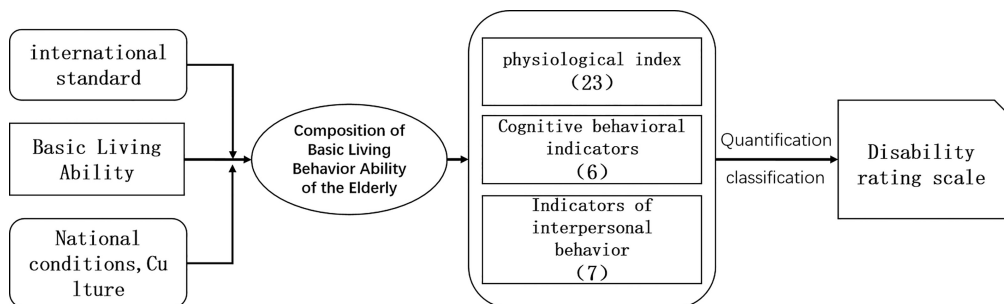 international
standard
Basic Living
Ability
National
conditions,Cu
lture
Composition of
Basic Living
Behavior Ability
of the Elderly
physiological index
(23)
Cognitive behavioral
indicators
(6)
Indicators of
interpersonal
behavior
(7)
Quantification
classification
Disability
rating scale